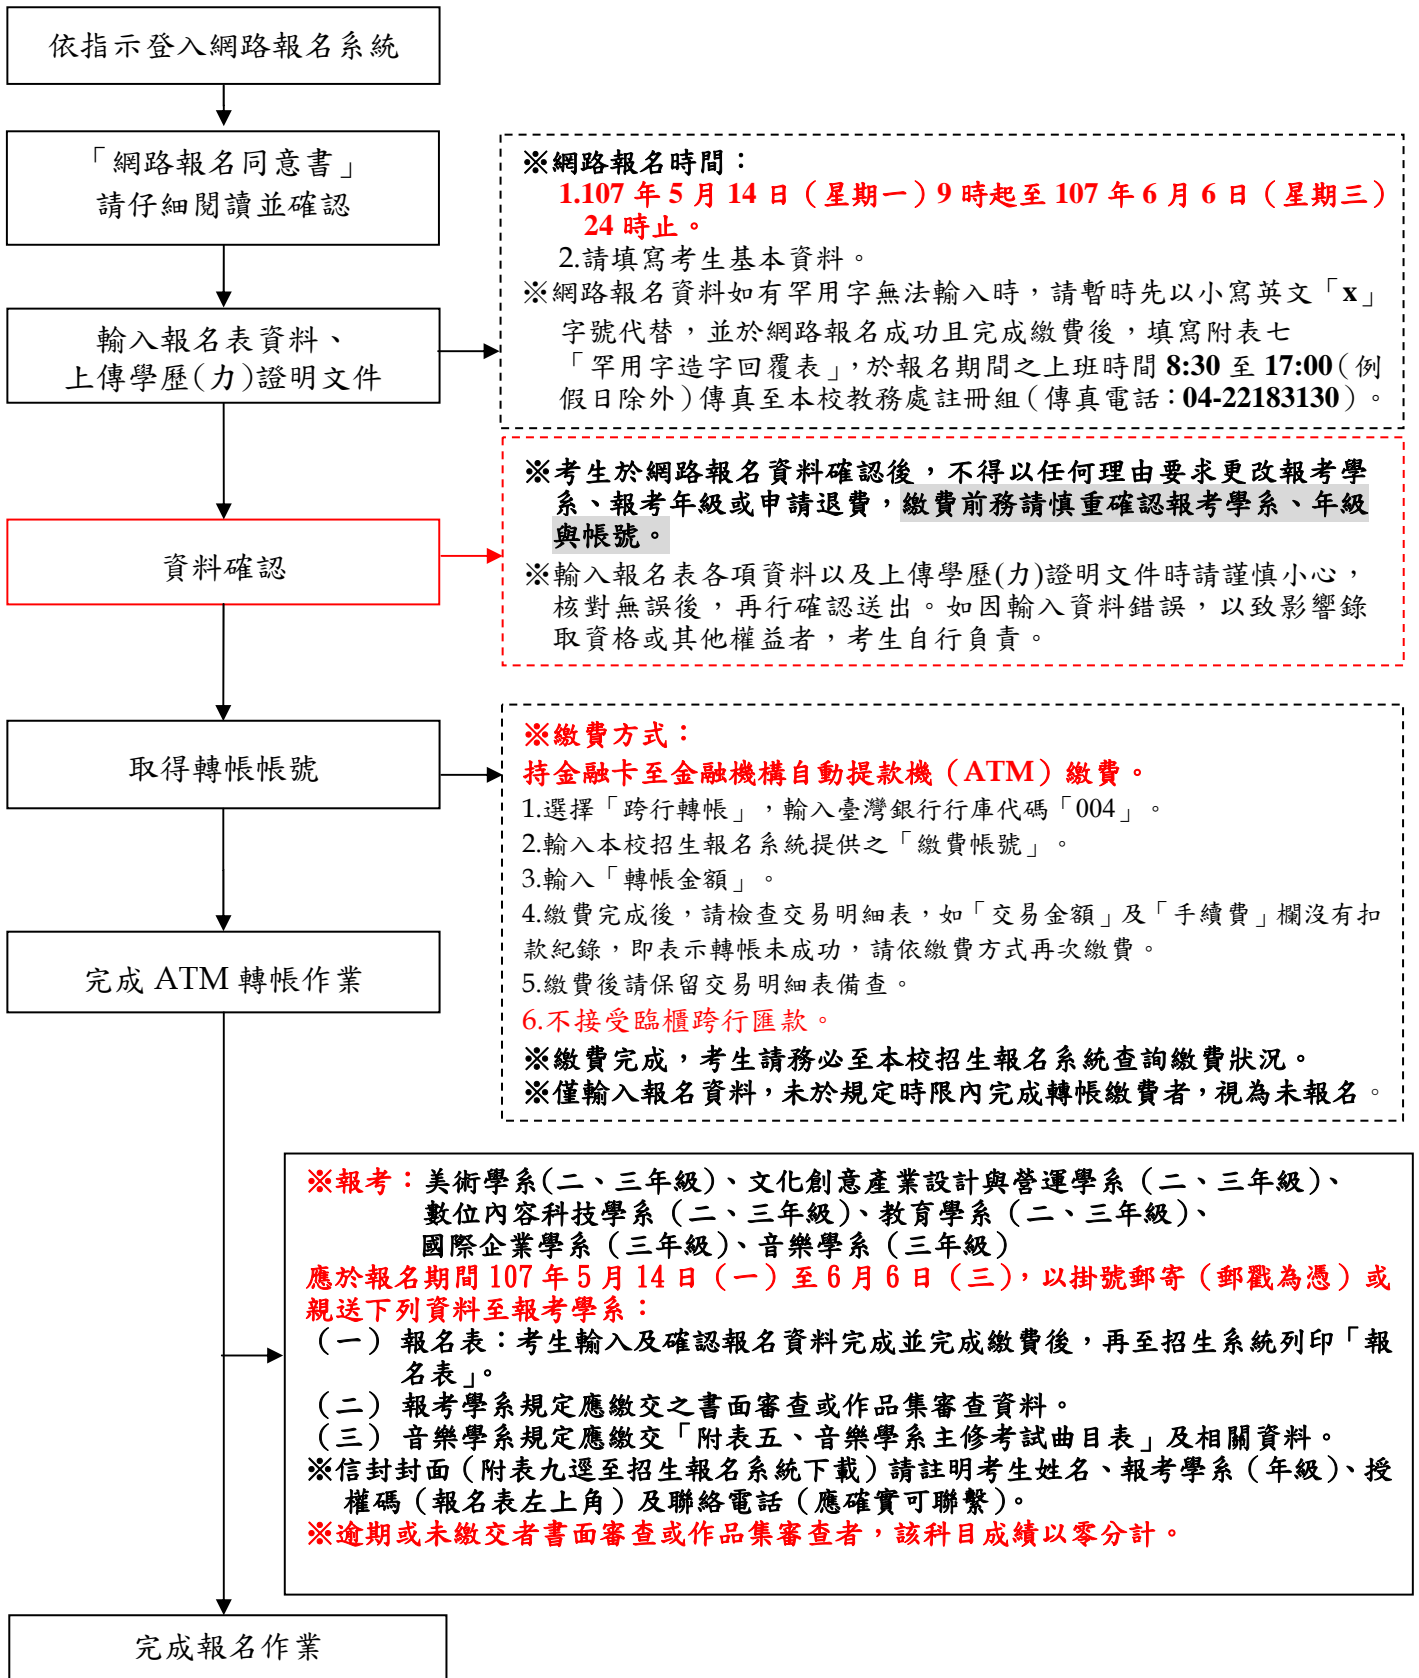 依指示登入網路報名系統
「網路報名同意書」
請仔細閱讀並確認
※網路報名時間：
1.107 年 5 月 14 日（星期一）9 時起至 107 年 6 月 6 日（星期三）
24 時止。
2.請填寫考生基本資料。
※網路報名資料如有罕用字無法輸入時，請暫時先以小寫英文「x」
字號代替，並於網路報名成功且完成繳費後，填寫附表七
「罕用字造字回覆表」，於報名期間之上班時間 8:30 至 17:00（例
假日除外）傳真至本校教務處註冊組（傳真電話：04-22183130）。
輸入報名表資料、
上傳學歷(力)證明文件
※考生於網路報名資料確認後，不得以任何理由要求更改報考學
系、報考年級或申請退費，繳費前務請慎重確認報考學系、年級
與帳號。
※輸入報名表各項資料以及上傳學歷(力)證明文件時請謹慎小心，
核對無誤後，再行確認送出。如因輸入資料錯誤，以致影響錄
取資格或其他權益者，考生自行負責。
資料確認
取得轉帳帳號
※繳費方式：
持金融卡至金融機構自動提款機（ATM）繳費。
1.選擇「跨行轉帳」，輸入臺灣銀行行庫代碼「004」。
2.輸入本校招生報名系統提供之「繳費帳號」。
3.輸入「轉帳金額」。
4.繳費完成後，請檢查交易明細表，如「交易金額」及「手續費」欄沒有扣
款紀錄，即表示轉帳未成功，請依繳費方式再次繳費。
5.繳費後請保留交易明細表備查。
6.不接受臨櫃跨行匯款。
※繳費完成，考生請務必至本校招生報名系統查詢繳費狀況。
※僅輸入報名資料，未於規定時限內完成轉帳繳費者，視為未報名。
完成 ATM 轉帳作業
※報考：美術學系(二、三年級)、文化創意產業設計與營運學系（二、三年級)、
數位內容科技學系（二、三年級)、教育學系（二、三年級)、
國際企業學系（三年級)、音樂學系（三年級）
應於報名期間 107 年 5 月 14 日（一）至 6 月 6 日（三），以掛號郵寄（郵戳為憑）或
親送下列資料至報考學系：
（一） 報名表：考生輸入及確認報名資料完成並完成繳費後，再至招生系統列印「報
名表」。
（二） 報考學系規定應繳交之書面審查或作品集審查資料。
（三） 音樂學系規定應繳交「附表五、音樂學系主修考試曲目表」及相關資料。
※信封封面（附表九逕至招生報名系統下載）請註明考生姓名、報考學系（年級）、授
權碼（報名表左上角）及聯絡電話（應確實可聯繫）。
※逾期或未繳交者書面審查或作品集審查者，該科目成績以零分計。
完成報名作業